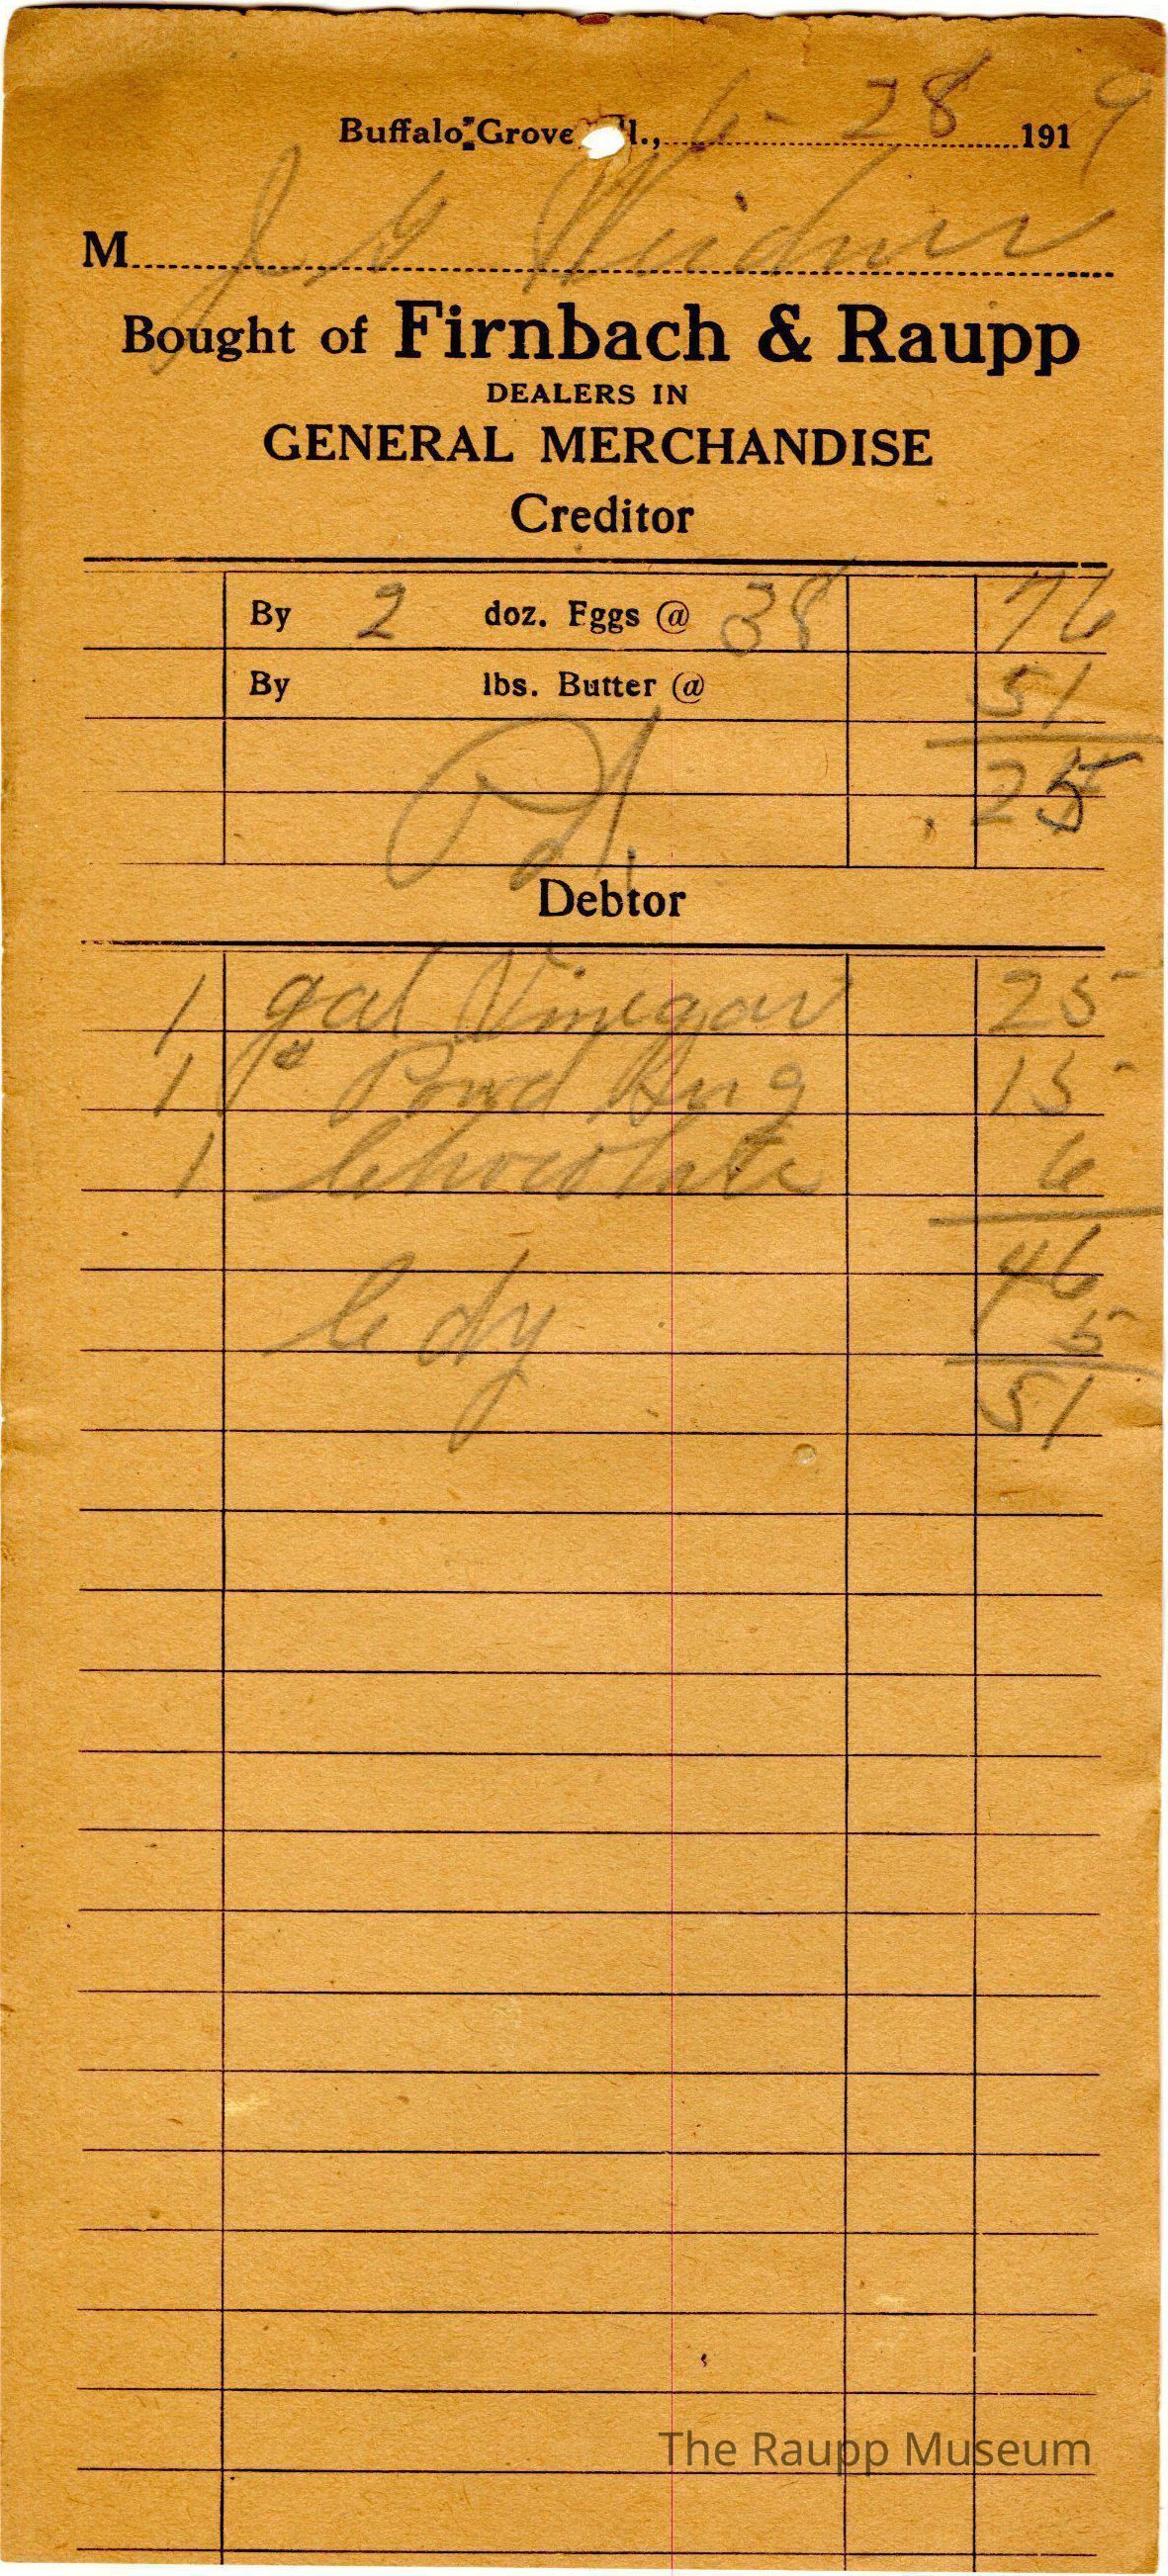 Buffalo Grove Ill., 6-28 1919
M J G Weidner
Bought of Firnbach & Raupp
DEALERS IN
GENERAL MERCHANDISE
Creditor
By 2 doz. Eggs @ 38 76
By lbs. Butter @ 51
25
Pd.
Debtor
1 gal Vinegar 25
1 Powd 15
1 Chocolate 6
46
Cdy 5
51
The Raupp Museum